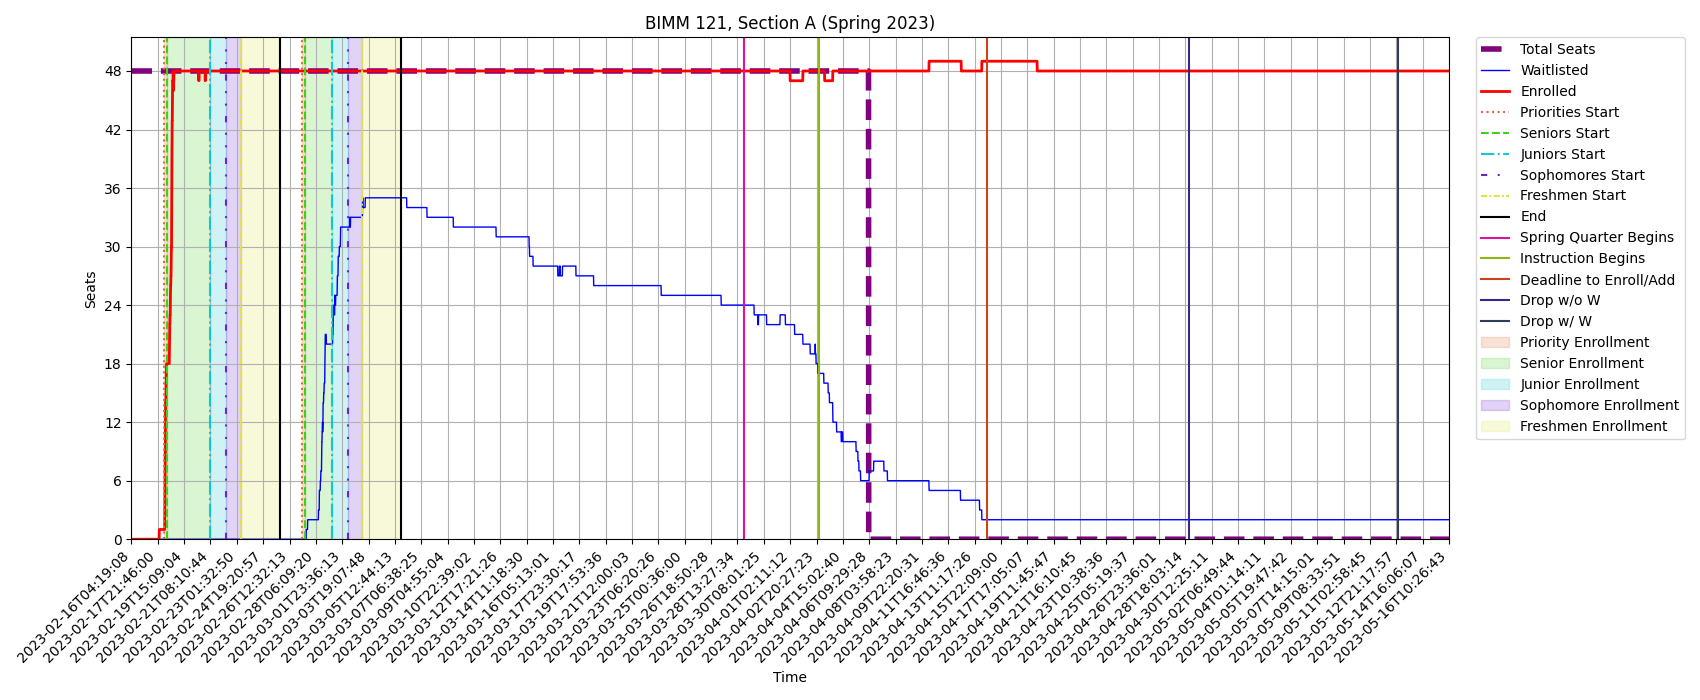 BIMM 121, Section A (Spring 2023)
Seats
48
42
36
30
24
18
12
6
0
2023-02-16T04:19:08
2023-02-17T21:46:00
2023-02-19T15:09:04
2023-02-21T08:10:44
2023-02-23T01:32:50
2023-02-24T19:20:57
2023-02-26T12:32:13
2023-02-28T06:09:20
2023-03-01T23:36:13
2023-03-03T19:07:48
2023-03-05T12:44:13
2023-03-07T06:38:25
2023-03-09T04:55:04
2023-03-10T22:39:02
2023-03-12T17:21:26
2023-03-14T11:18:30
2023-03-16T05:13:01
2023-03-17T23:30:17
2023-03-19T17:53:36
2023-03-21T12:00:03
2023-03-23T06:20:26
2023-03-25T00:36:00
2023-03-26T18:50:28
2023-03-28T13:27:34
2023-03-30T08:01:25
2023-04-01T02:11:12
2023-04-02T20:27:23
2023-04-04T15:02:40
2023-04-06T09:29:28
2023-04-08T03:58:23
2023-04-09T22:20:31
2023-04-11T16:46:36
2023-04-13T11:17:26
2023-04-15T22:09:00
2023-04-17T17:05:07
2023-04-19T11:45:47
2023-04-21T16:10:45
2023-04-23T10:38:36
2023-04-25T05:19:37
2023-04-26T23:36:01
2023-04-28T18:03:14
2023-04-30T12:25:11
2023-05-02T06:49:44
2023-05-04T01:14:11
2023-05-05T19:47:42
2023-05-07T14:15:01
2023-05-09T08:33:51
2023-05-11T02:58:45
2023-05-12T21:17:57
2023-05-14T16:06:07
2023-05-16T10:26:43
Time
Total Seats
Waitlisted
Enrolled
Priorities Start
Seniors Start
Juniors Start
Sophomores Start
Freshmen Start
End
Spring Quarter Begins
Instruction Begins
Deadline to Enroll/Add
Drop w/o W
Drop w/ W
Priority Enrollment
Senior Enrollment
Junior Enrollment
Sophomore Enrollment
Freshmen Enrollment